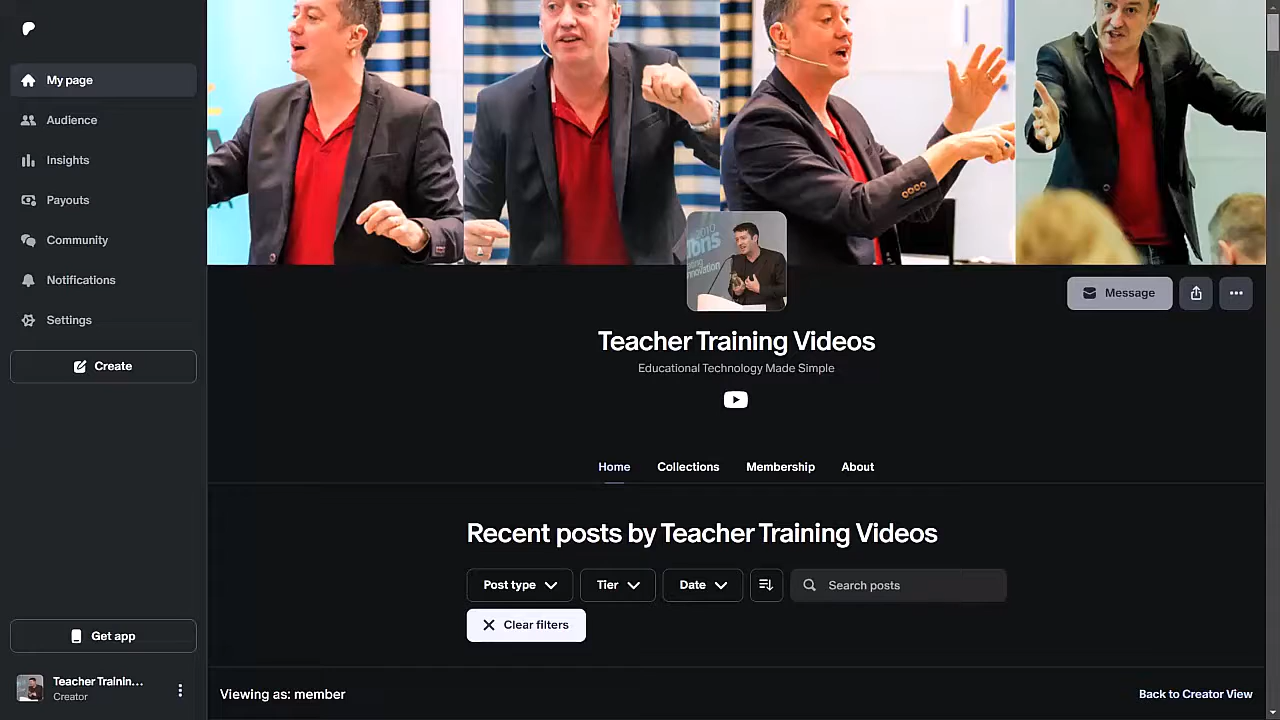 My page
Audience
Insights
Payouts
Community
Notifications
Settings
Create
Get app
Teacher Trainin...
Creator
Message
Teacher Training Videos
Educational Technology Made Simple
Home Collections Membership About
Recent posts by Teacher Training Videos
Post type Tier Date Search posts
Clear filters
Viewing as: member
Back to Creator View